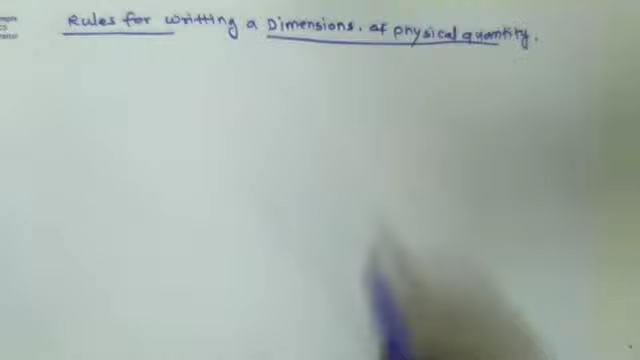 Rules for writting a Dimensions. of physical quantity.